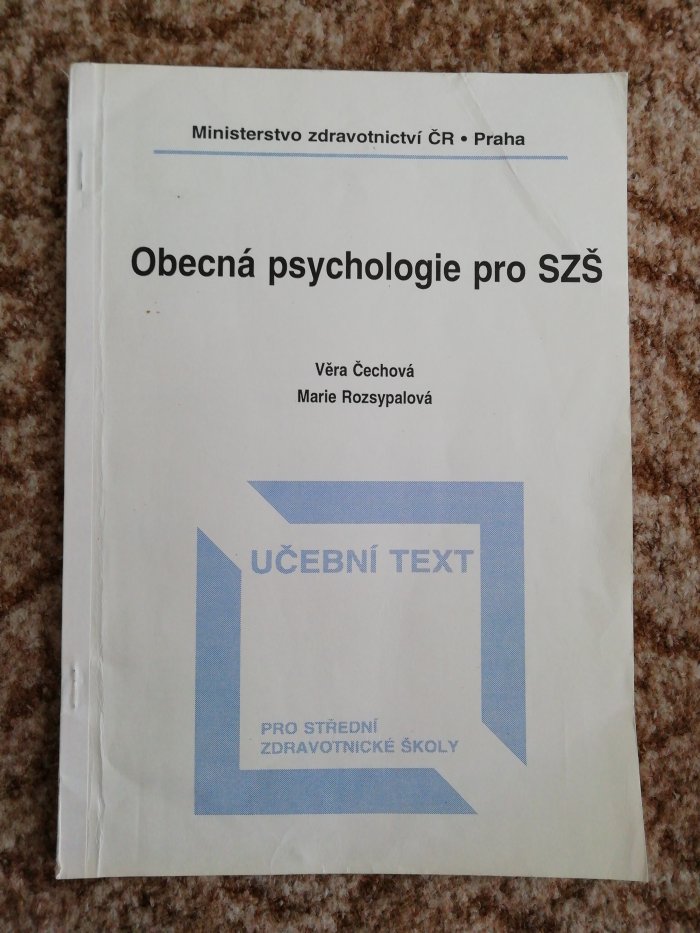 Ministerstvo zdravotnictví ČR • Praha
Obecná psychologie pro SZŠ
Věra Čechová
Marie Rozsypalová
UČEBNÍ TEXT
PRO STŘEDNÍ
ZDRAVOTNICKÉ ŠKOLY